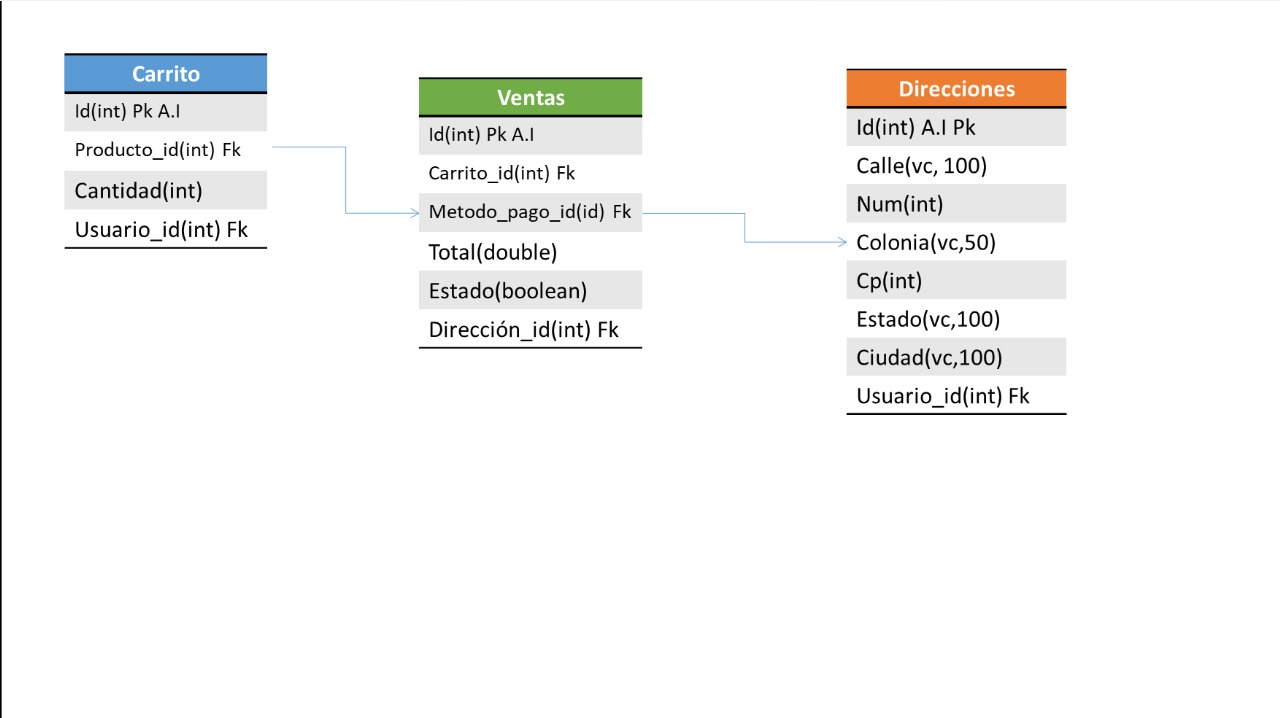 Carrito
Id(int) Pk A.I
Producto_id(int) Fk
Cantidad(int)
Usuario_id(int) Fk
Ventas
Id(int) Pk A.I
Carrito_id(int) Fk
Metodo_pago_id(id) Fk
Total(double)
Estado(boolean)
Dirección_id(int) Fk
Direcciones
Id(int) A.I Pk
Calle(vc, 100)
Num(int)
Colonia(vc,50)
Cp(int)
Estado(vc,100)
Ciudad(vc,100)
Usuario_id(int) Fk